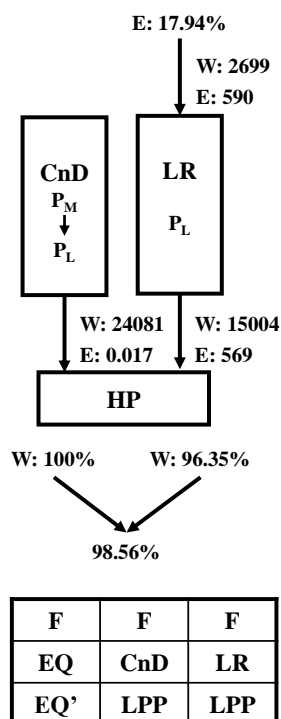 E: 17.94%
W: 2699
E: 590
CnD
P_M
P_L
LR
P_L
W: 24081
E: 0.017
W: 15004
E: 569
HP
W: 100%
W: 96.35%
98.56%
F F F
EQ CnD LR
EQ’ LPP LPP